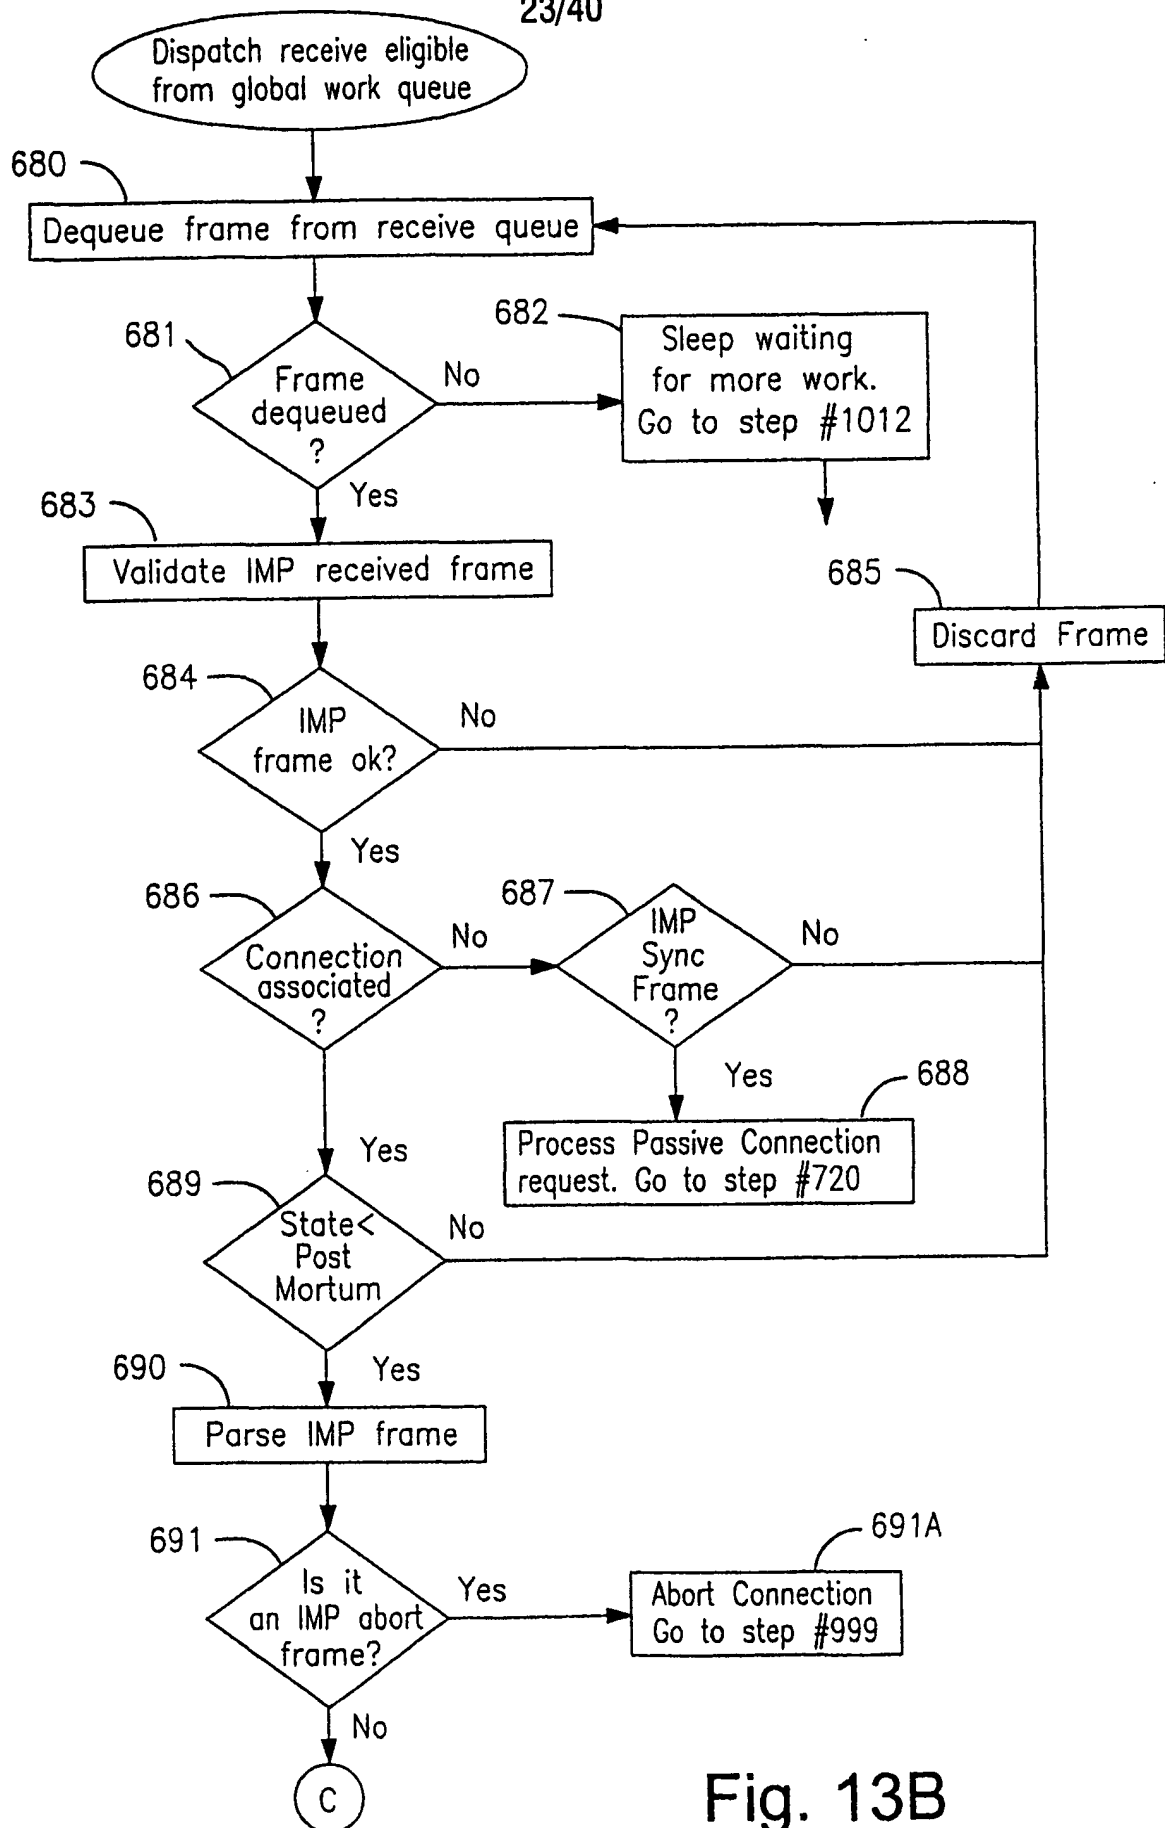 23/40
Dispatch receive eligible
from global work queue
680
Dequeue frame from receive queue
681
Frame
dequeued
?
No
682
Sleep waiting
for more work.
Go to step #1012
Yes
683
Validate IMP received frame
685
Discard Frame
684
IMP
frame ok?
No
Yes
686
Connection
associated
?
No
687
IMP
Sync
Frame
?
No
Yes
688
Process Passive Connection
request. Go to step #720
Yes
689
State<
Post
Mortum
No
Yes
690
Parse IMP frame
691
Is it
an IMP abort
frame?
Yes
691A
Abort Connection
Go to step #999
No
C
Fig. 13B